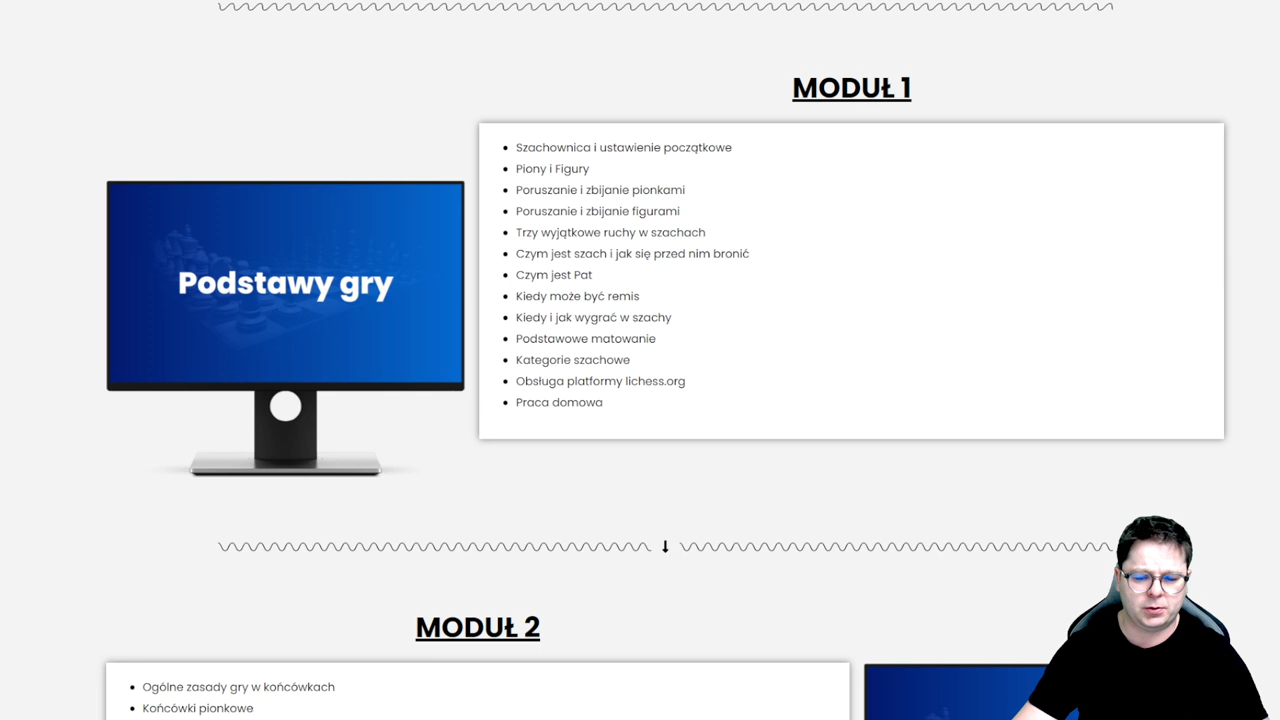 MODUŁ 1
Podstawy gry
Szachownica i ustawienie początkowe
Piony i Figury
Poruszanie i zbijanie pionkami
Poruszanie i zbijanie figurami
Trzy wyjątkowe ruchy w szachach
Czym jest szach i jak się przed nim bronić
Czym jest Pat
Kiedy może być remis
Kiedy i jak wygrać w szachy
Podstawowe matowanie
Kategorie szachowe
Obsługa platformy lichess.org
Praca domowa
MODUŁ 2
Ogólne zasady gry w końcówkach
Końcówki pionkowe